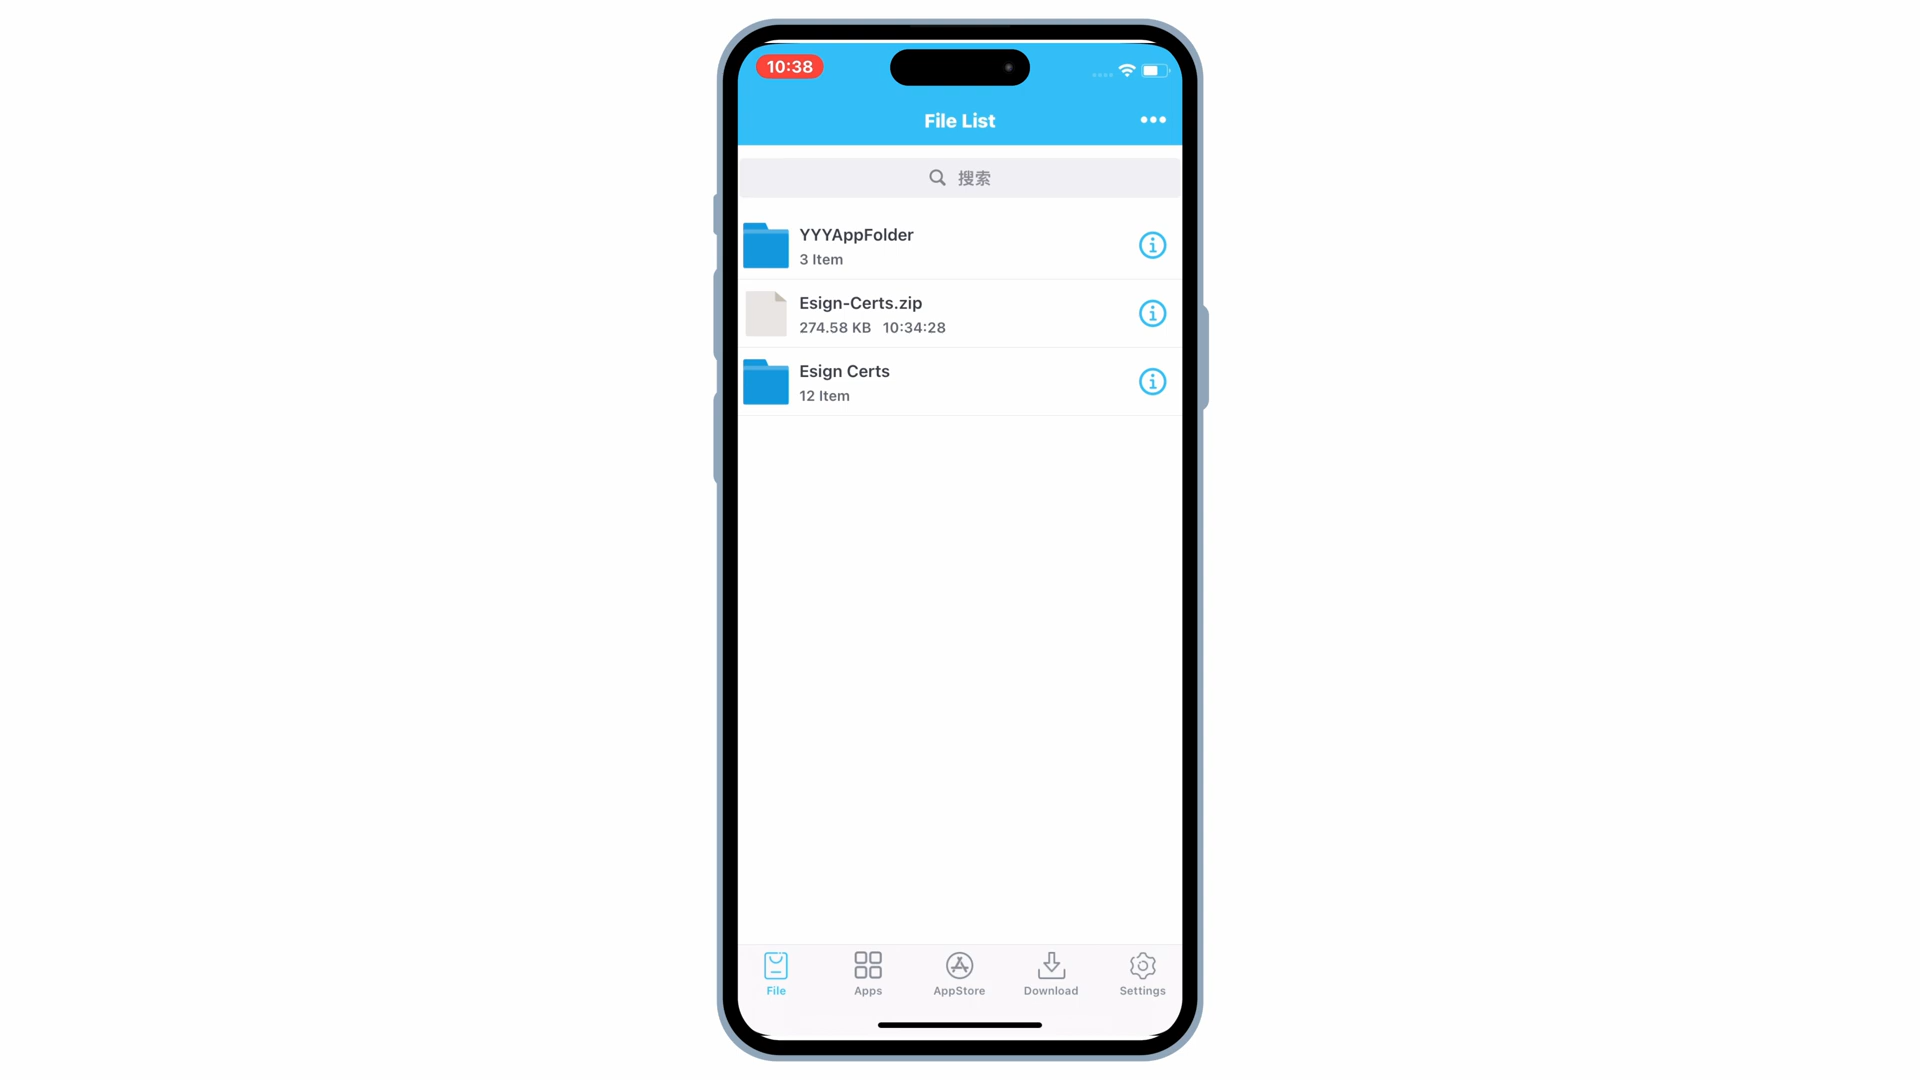 10:38
File List
搜索
YYYAppFolder
3 Item
Esign-Certs.zip
274.58 KB 10:34:28
Esign Certs
12 Item
File Apps AppStore Download Settings